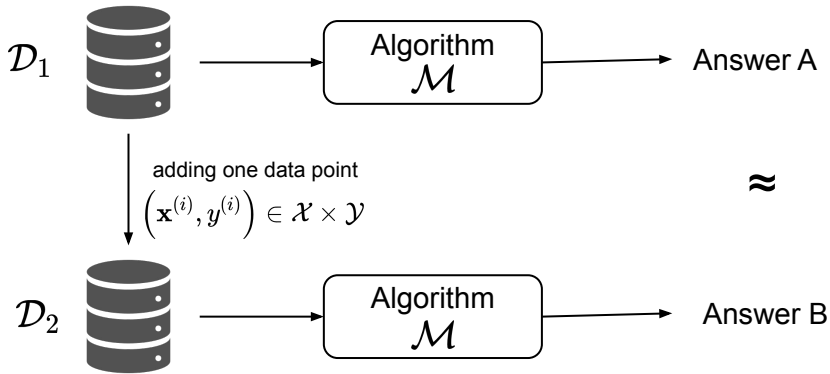 𝒟₁
Algorithm
ℳ
Answer A
adding one data point
(𝐱⁽ⁱ⁾, y⁽ⁱ⁾) ∈ 𝒳 × 𝒴
≈
𝒟₂
Algorithm
ℳ
Answer B